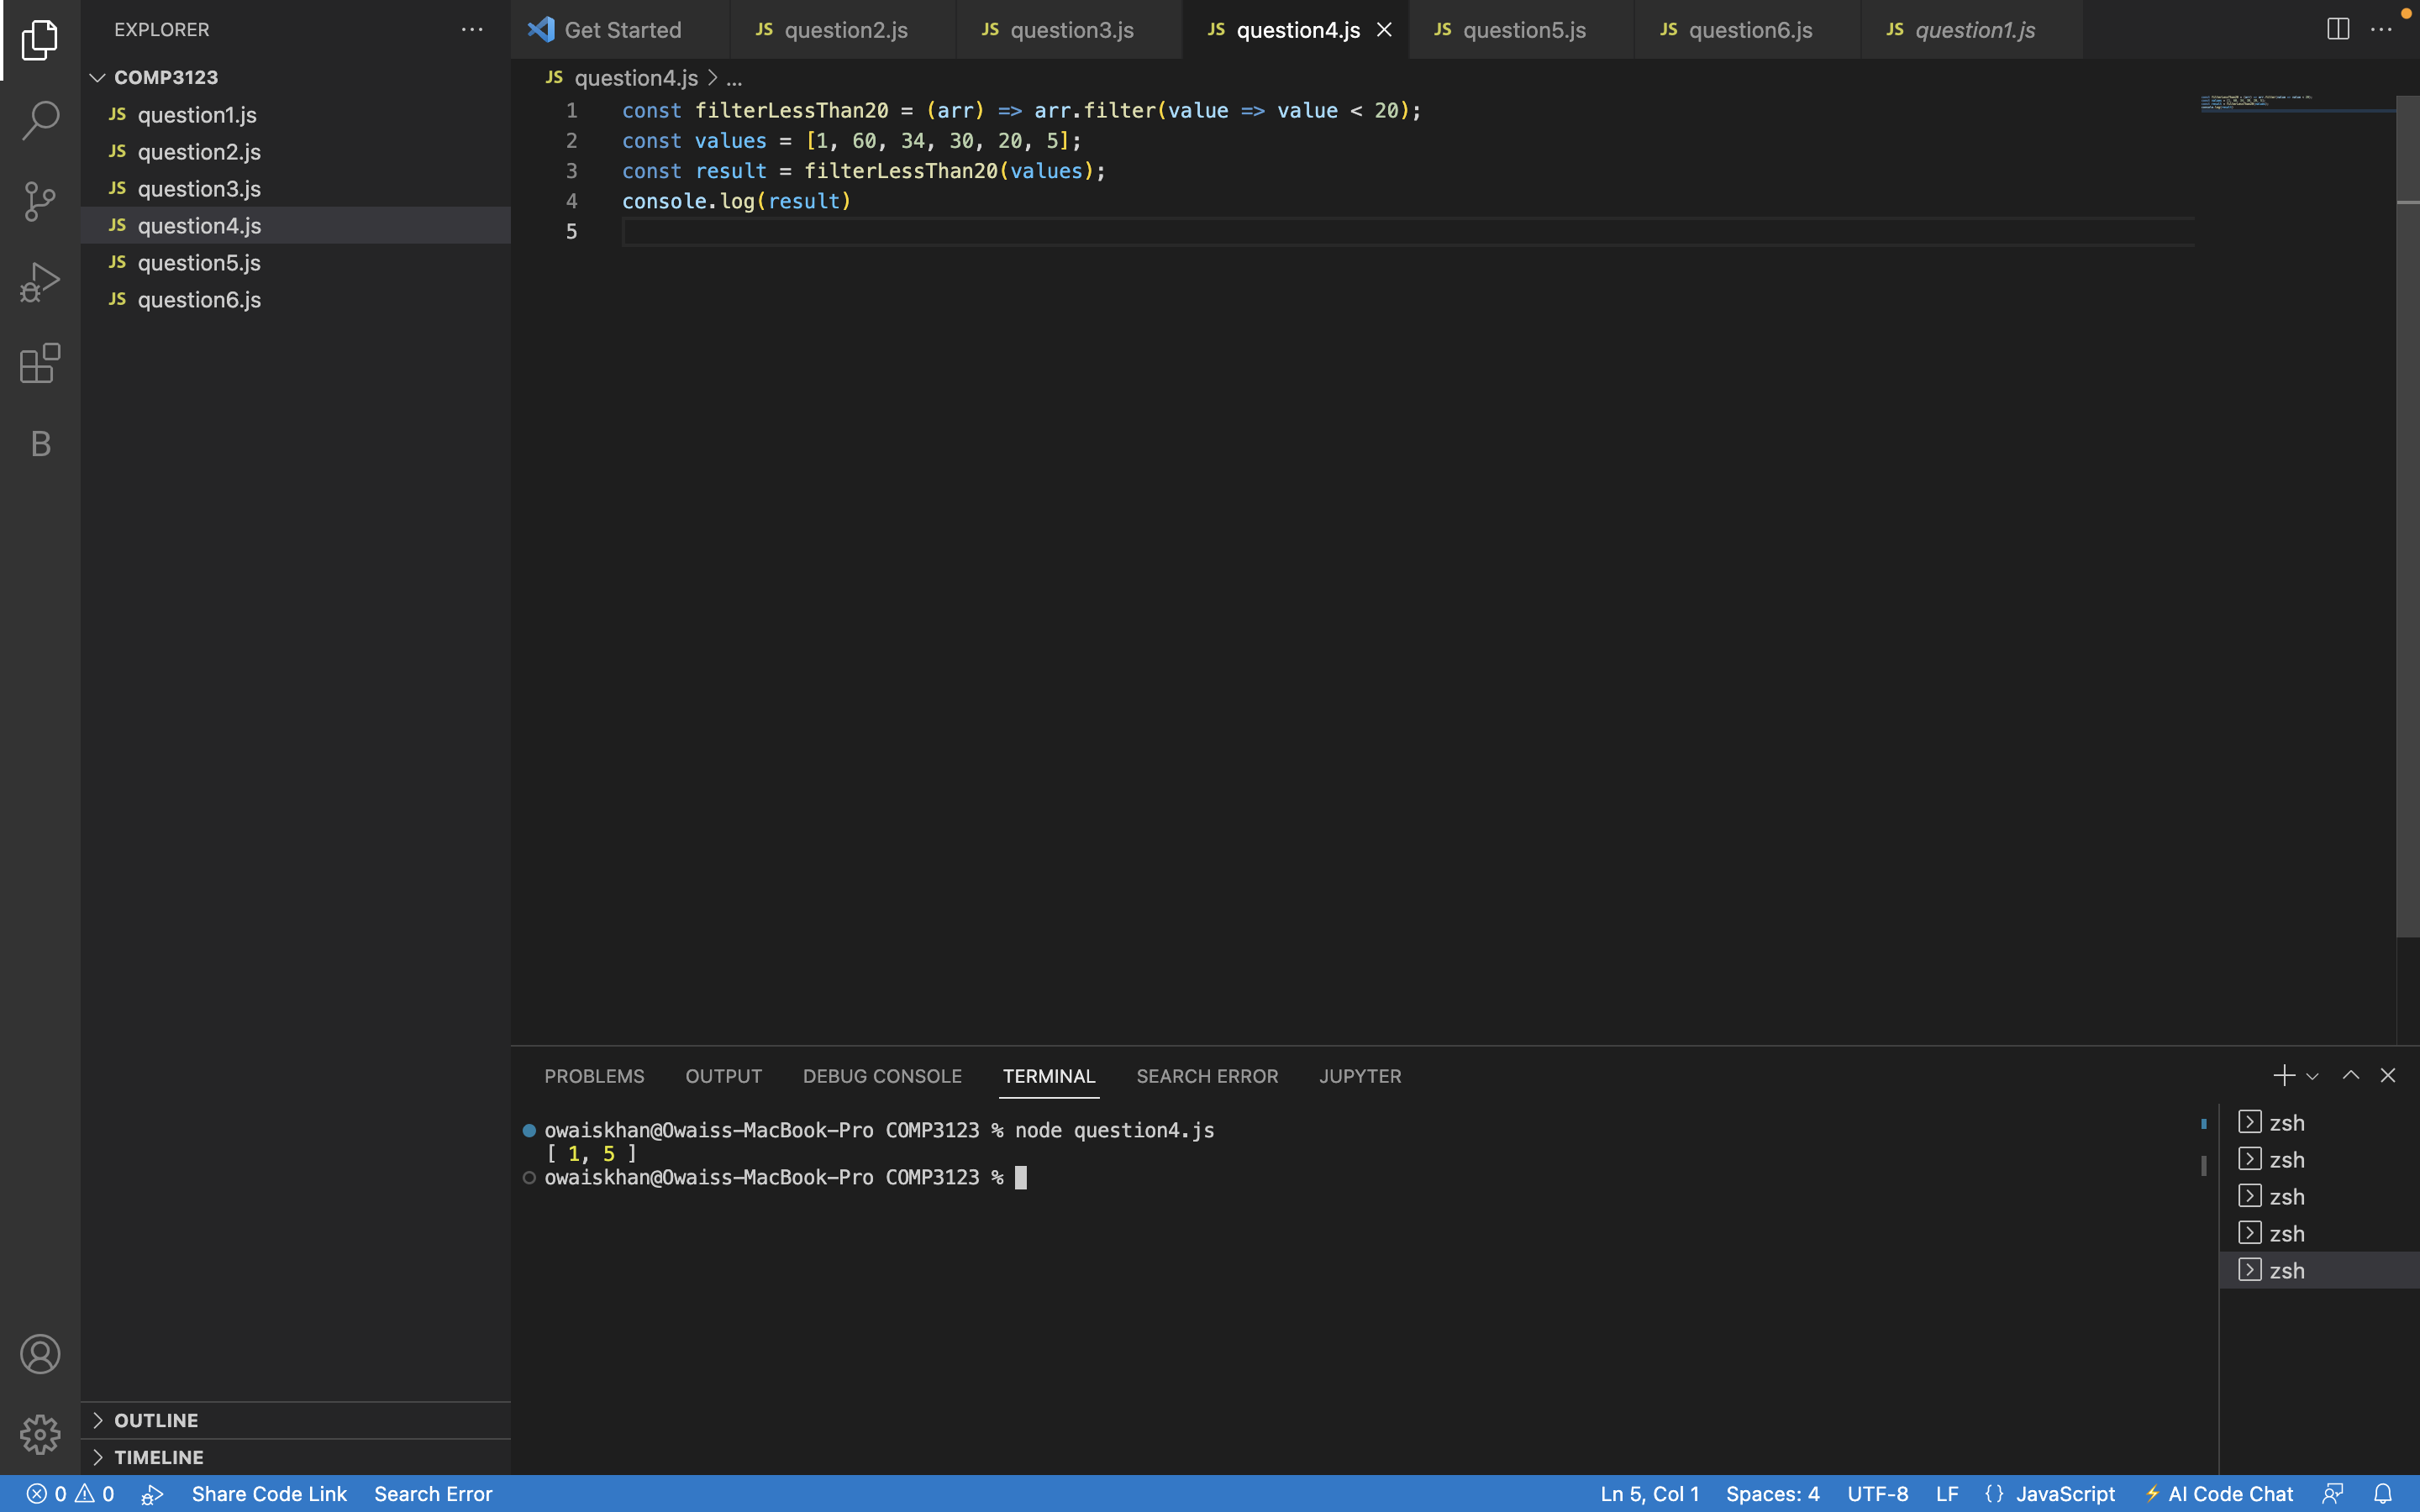 EXPLORER
COMP3123
JS question1.js
JS question2.js
JS question3.js
JS question4.js
JS question5.js
JS question6.js
B
OUTLINE
TIMELINE
Get Started
JS question2.js
JS question3.js
JS question4.js
JS question5.js
JS question6.js
JS question1.js
JS question4.js > ...
1 const filterLessThan20 = (arr) => arr.filter(value => value < 20);
2 const values = [1, 60, 34, 30, 20, 5];
3 const result = filterLessThan20(values);
4 console.log(result)
5
PROBLEMS OUTPUT DEBUG CONSOLE TERMINAL SEARCH ERROR JUPYTER
owaiskhan@Owaiss-MacBook-Pro COMP3123 % node question4.js
[ 1, 5 ]
owaiskhan@Owaiss-MacBook-Pro COMP3123 %
zsh
zsh
zsh
zsh
zsh
0 0 Share Code Link Search Error Ln 5, Col 1 Spaces: 4 UTF-8 LF {} JavaScript ⚡ AI Code Chat